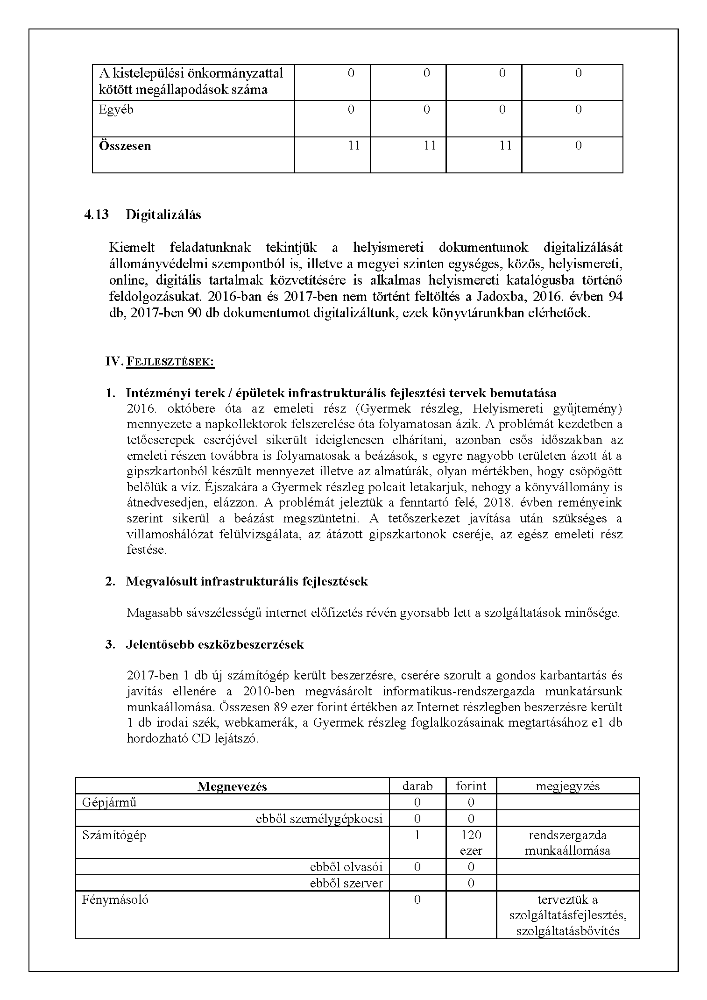 A kistelepülési önkormányzattal 0 0 0 0
kötött megállapodások száma
Egyéb 0 0 0 0
Összesen 11 11 11 0
4.13 Digitalizálás
Kiemelt feladatunknak tekintjük a helyismereti dokumentumok digitalizálását
állományvédelmi szempontból is, illetve a megyei szinten egységes, közös, helyismereti,
online, digitális tartalmak közvetítésére is alkalmas helyismereti katalógusba történő
feldolgozásukat. 2016-ban és 2017-ben nem történt feltöltés a Jadoxba, 2016. évben 94
db, 2017-ben 90 db dokumentumot digitalizáltunk, ezek könyvtárunkban elérhetőek.
IV. FEJLESZTÉSEK:
1. Intézményi terek / épületek infrastrukturális fejlesztési tervek bemutatása
2016. októbere óta az emeleti rész (Gyermek részleg, Helyismereti gyűjtemény)
mennyezete a napkollektorok felszerelése óta folyamatosan ázik. A problémát kezdetben a
tetőcserepek cseréjével sikerült ideiglenesen elhárítani, azonban esős időszakban az
emeleti részen továbbra is folyamatosak a beázások, s egyre nagyobb területen ázott át a
gipszkartonból készült mennyezet illetve az almatúrák, olyan mértékben, hogy csöpögött
belőlük a víz. Éjszakára a Gyermek részleg polcait letakarjuk, nehogy a könyvállomány is
átnedvesedjen, elázzon. A problémát jeleztük a fenntartó felé, 2018. évben reményeink
szerint sikerül a beázást megszüntetni. A tetőszerkezet javítása után szükséges a
villamoshálózat felülvizsgálata, az átázott gipszkartonok cseréje, az egész emeleti rész
festése.
2. Megvalósult infrastrukturális fejlesztések
Magasabb sávszélességű internet előfizetés révén gyorsabb lett a szolgáltatások minősége.
3. Jelentősebb eszközbeszerzések
2017-ben 1 db új számítógép került beszerzésre, cserére szorult a gondos karbantartás és
javítás ellenére a 2010-ben megvásárolt informatikus-rendszergazda munkatársunk
munkaállomása. Összesen 89 ezer forint értékben az Internet részlegben beszerzésre került
1 db irodai szék, webkamerák, a Gyermek részleg foglalkozásainak megtartásához e1 db
hordozható CD lejátszó.
Megnevezés darab forint megjegyzés
Gépjármű 0 0
ebből személygépkocsi 0 0
Számítógép 1 120 rendszergazda
ezer munkaállomása
ebből olvasói 0 0
ebből szerver 0
Fénymásoló 0 terveztük a
szolgáltatásfejlesztés,
szolgáltatásbővítés